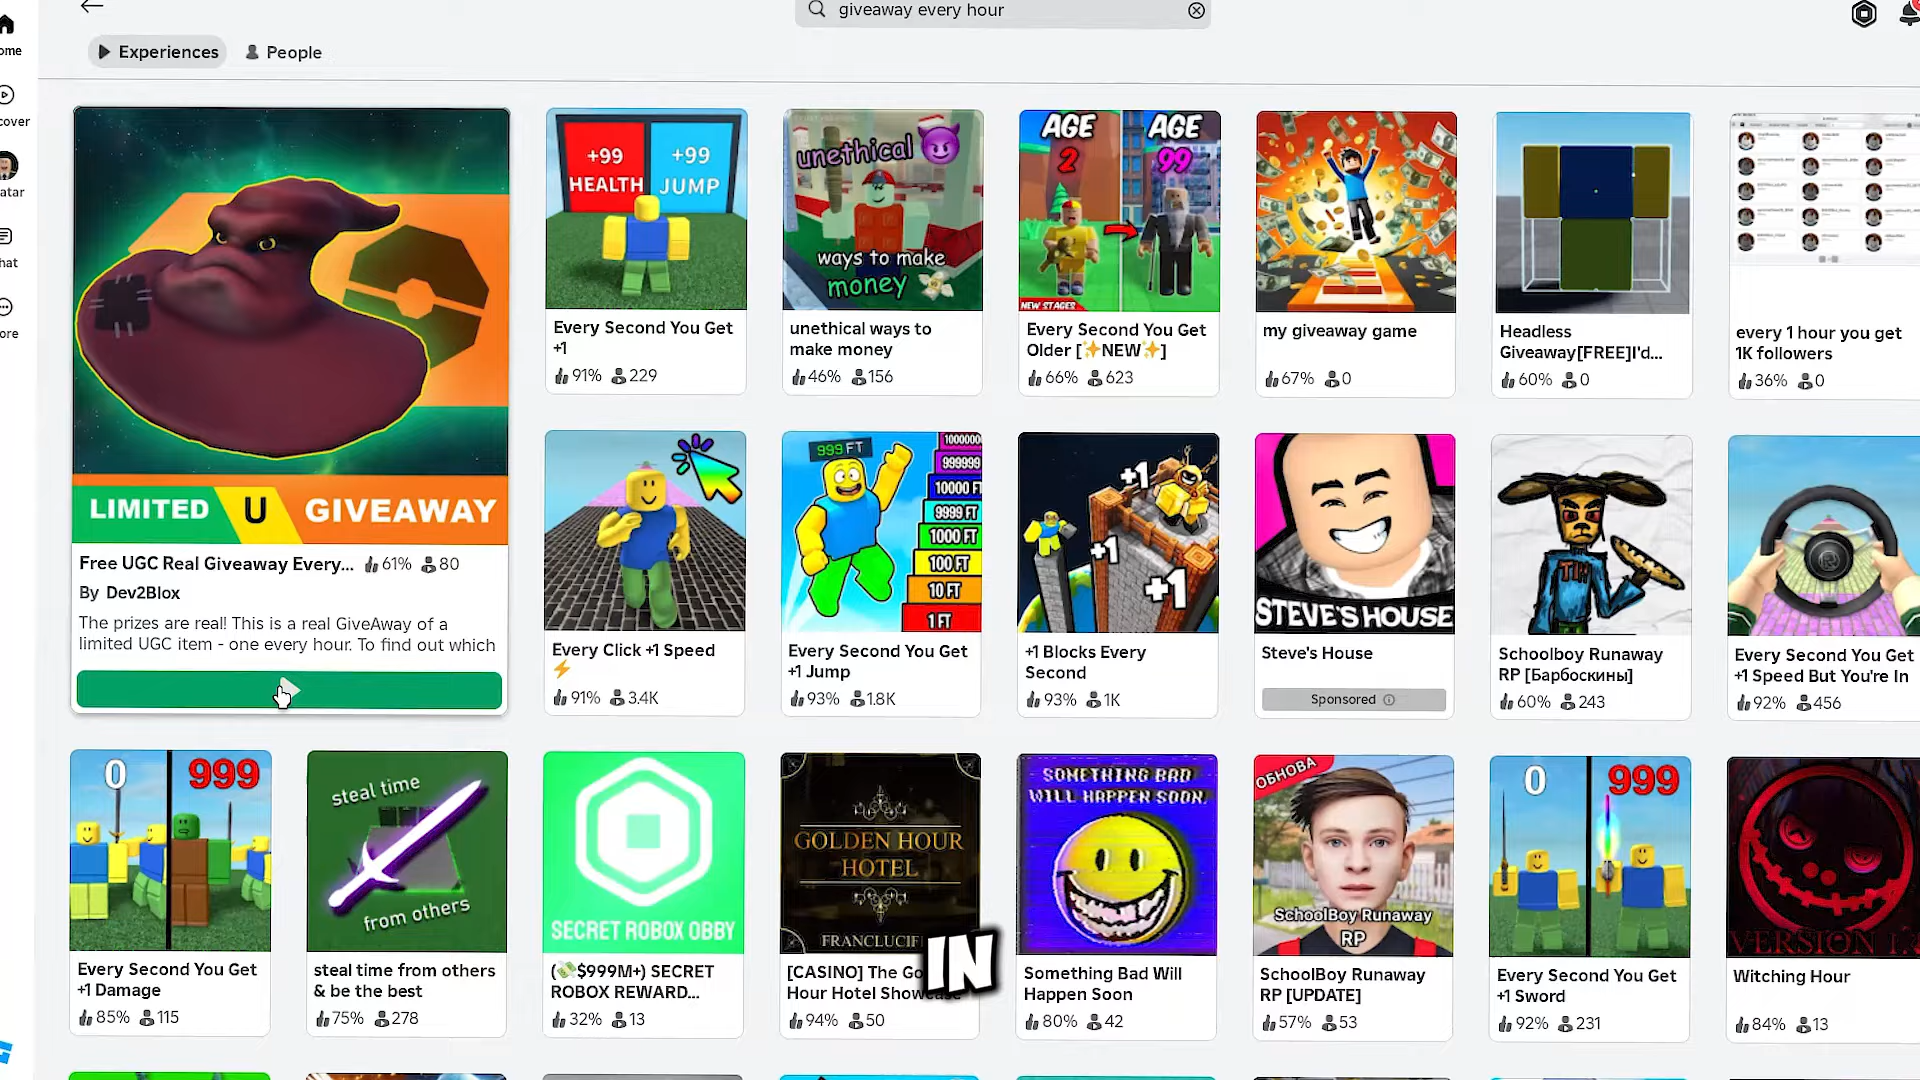 giveaway every hour
ome
Experiences
People
cover
atar
hat
ore
LIMITED U GIVEAWAY
Free UGC Real Giveaway Every... 61% 80
By Dev2Blox
The prizes are real! This is a real GiveAway of a
limited UGC item - one every hour. To find out which
+99
HEALTH
+99
JUMP
Every Second You Get
+1
91% 229
unethical
ways to make
money
unethical ways to
make money
46% 156
AGE
2
AGE
99
NEW STAGES
Every Second You Get
Older [✨NEW✨]
66% 623
my giveaway game
67% 0
Headless
Giveaway[FREE]I'd...
60% 0
every 1 hour you get
1K followers
36% 0
Every Click +1 Speed
⚡
91% 3.4K
999 FT
1000000
999999
10000 FT
9999 FT
1000 FT
100 FT
10 FT
1 FT
Every Second You Get
+1 Jump
93% 1.8K
+1
+1
+1
+1 Blocks Every
Second
93% 1K
STEVE'S HOUSE
Steve's House
Sponsored
Schoolboy Runaway
RP [Барбоскины]
60% 243
Every Second You Get
+1 Speed But You're In
92% 456
0
999
Every Second You Get
+1 Damage
85% 115
steal time
from others
steal time from others
& be the best
75% 278
SECRET ROBOX OBBY
(💸$999M+) SECRET
ROBOX REWARD...
32% 13
GOLDEN HOUR
HOTEL
FRANCLUCIF
[CASINO] The Go
Hour Hotel Showcase
94% 50
IN
SOMETHING BAD
WILL HAPPEN SOON.
Something Bad Will
Happen Soon
80% 42
ОБНОВА
SchoolBoy Runaway
RP
SchoolBoy Runaway
RP [UPDATE]
57% 53
0
999
Every Second You Get
+1 Sword
92% 231
VERSION 1.
Witching Hour
84% 13